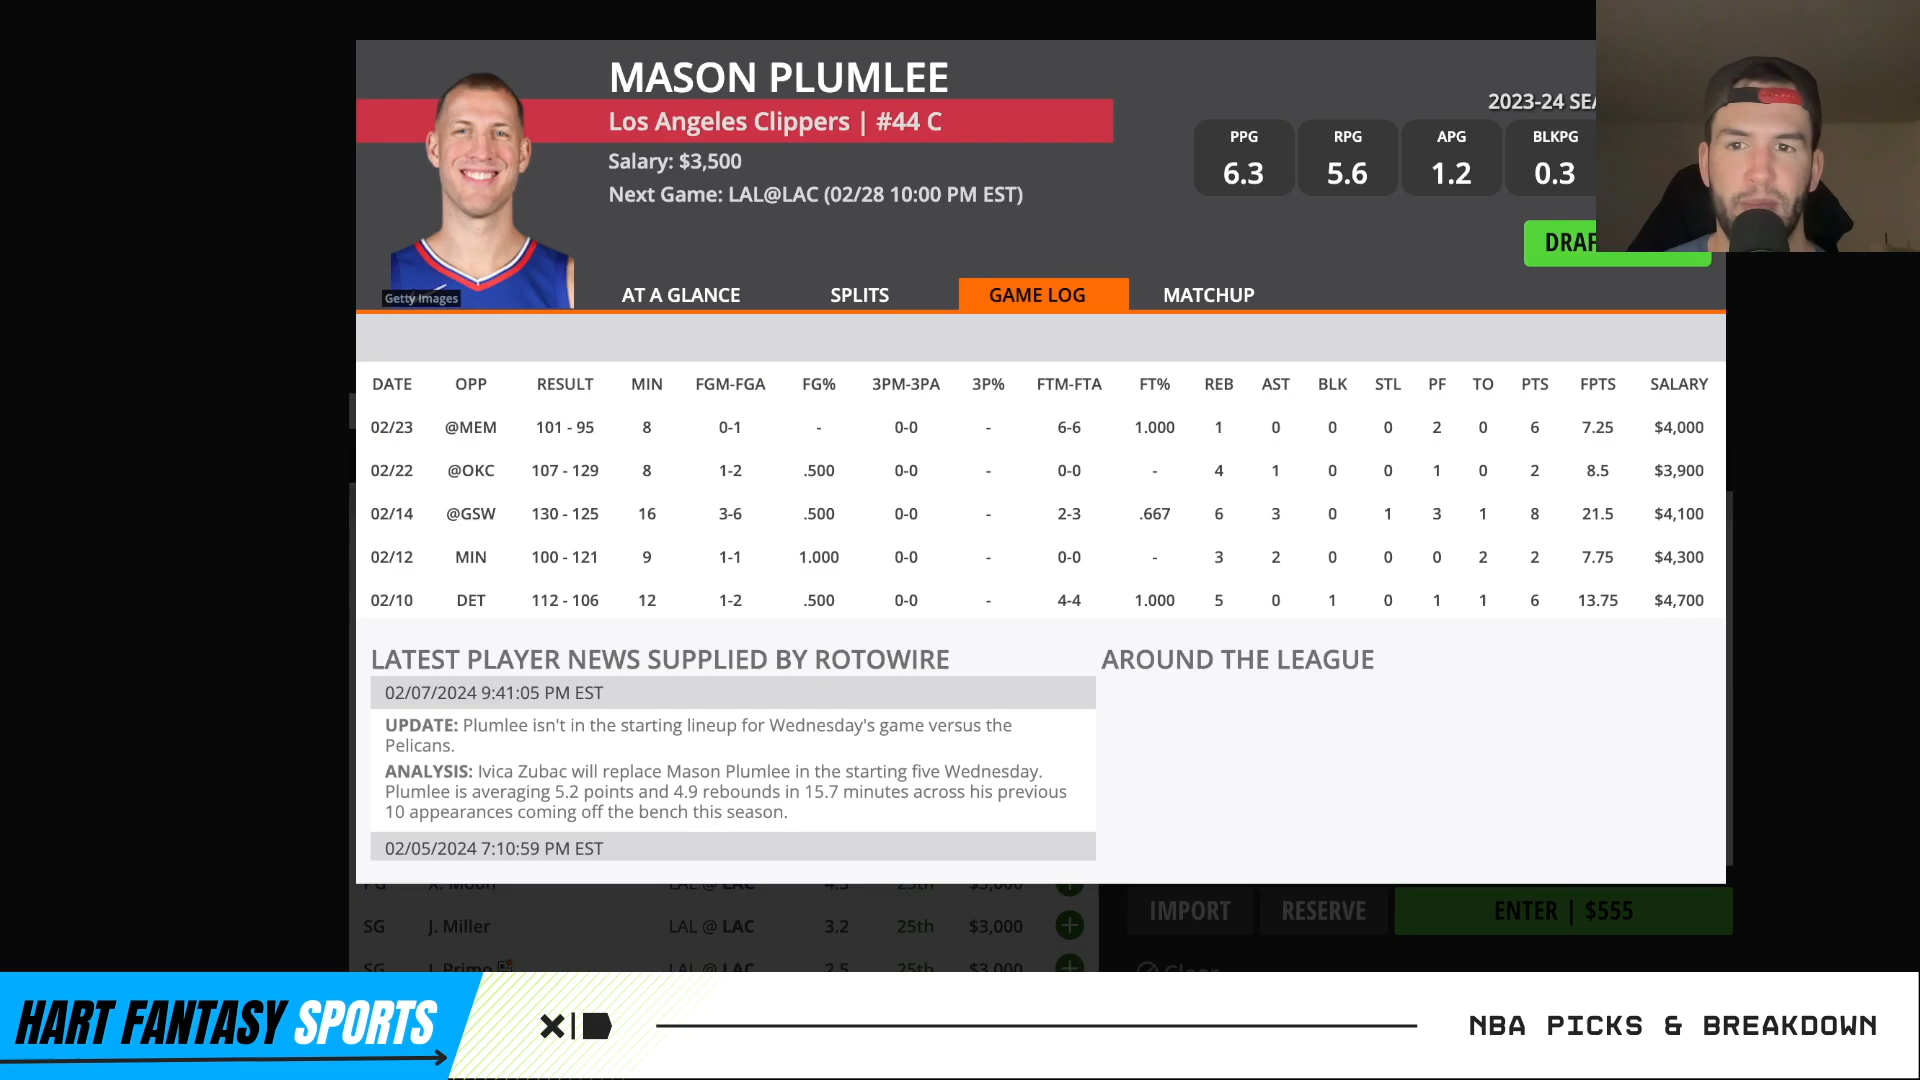 MASON PLUMLEE
Los Angeles Clippers | #44 C
Salary: $3,500
Next Game: LAL@LAC (02/28 10:00 PM EST)
2023-24 SEA
PPG RPG APG BLKPG
6.3 5.6 1.2 0.3
DRAF
Getty Images
AT A GLANCE SPLITS GAME LOG MATCHUP
DATE OPP RESULT MIN FGM-FGA FG% 3PM-3PA 3P% FTM-FTA FT% REB AST BLK STL PF TO PTS FPTS SALARY
02/23 @MEM 101 - 95 8 0-1 - 0-0 - 6-6 1.000 1 0 0 0 2 0 6 7.25 $4,000
02/22 @OKC 107 - 129 8 1-2 .500 0-0 - 0-0 - 4 1 0 0 1 0 2 8.5 $3,900
02/14 @GSW 130 - 125 16 3-6 .500 0-0 - 2-3 .667 6 3 0 1 3 1 8 21.5 $4,100
02/12 MIN 100 - 121 9 1-1 1.000 0-0 - 0-0 - 3 2 0 0 0 2 2 7.75 $4,300
02/10 DET 112 - 106 12 1-2 .500 0-0 - 4-4 1.000 5 0 1 0 1 1 6 13.75 $4,700
LATEST PLAYER NEWS SUPPLIED BY ROTOWIRE
AROUND THE LEAGUE
02/07/2024 9:41:05 PM EST
UPDATE: Plumlee isn't in the starting lineup for Wednesday's game versus the
Pelicans.
ANALYSIS: Ivica Zubac will replace Mason Plumlee in the starting five Wednesday.
Plumlee is averaging 5.2 points and 4.9 rebounds in 15.7 minutes across his previous
10 appearances coming off the bench this season.
02/05/2024 7:10:59 PM EST
SG J. Miller LAL @ LAC 3.2 25th $3,000
IMPORT RESERVE ENTER | $555
SG J. Primo LAL @ LAC 2.5 25th $3,000
Clear
HART FANTASY SPORTS
NBA PICKS & BREAKDOWN